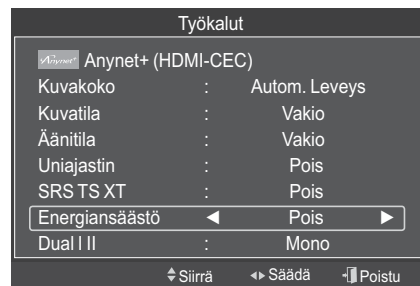 Työkalut
Anynet+ Anynet+ (HDMI-CEC)
Kuvakoko : Autom. Leveys
Kuvatila : Vakio
Äänitila : Vakio
Uniajastin : Pois
SRS TS XT : Pois
Energiansäästö ◄ Pois ►
Dual I II : Mono
Siirrä Säädä Poistu